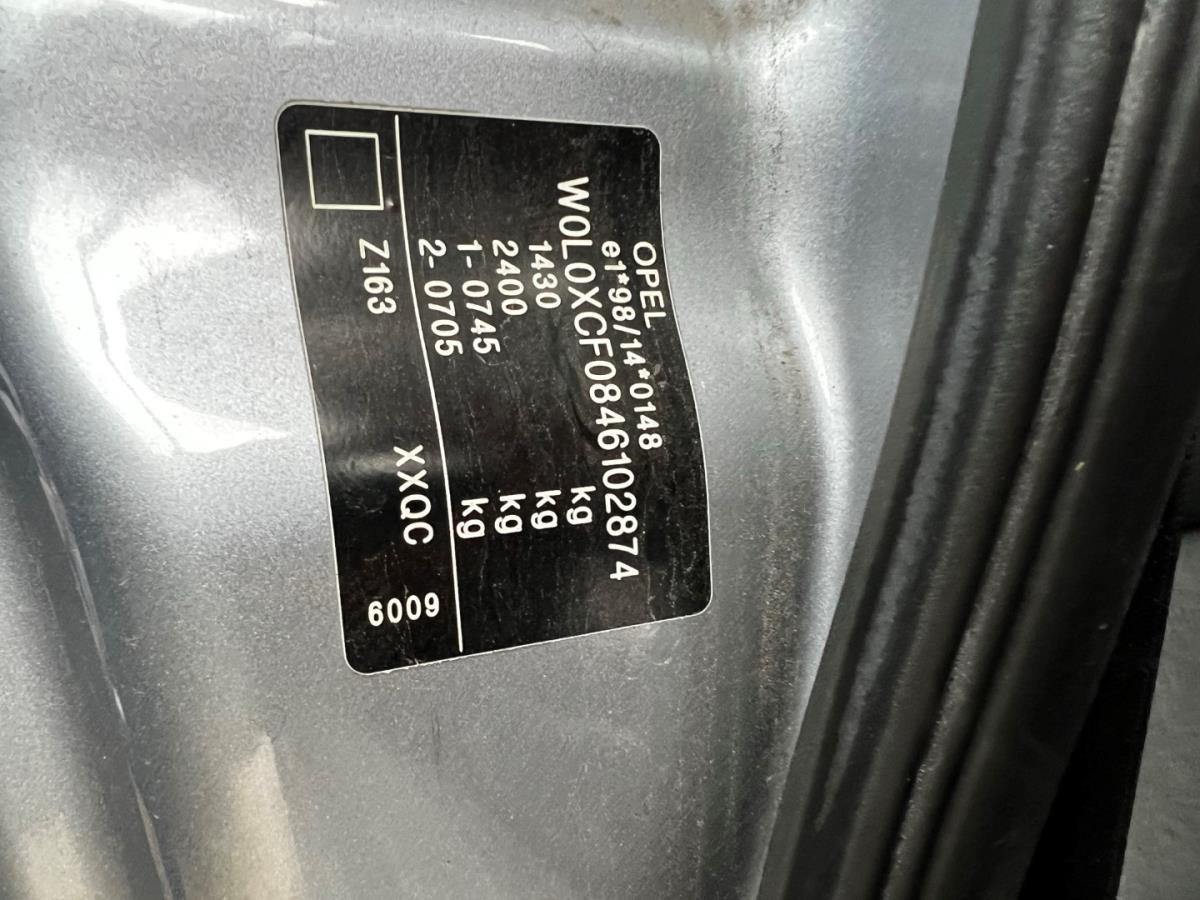 OPEL
e1*98/14*0148
W0L0XCF0846102874
1430 kg
2400 kg
1- 0745 kg
2- 0705 kg
Z163 XXQC 6009